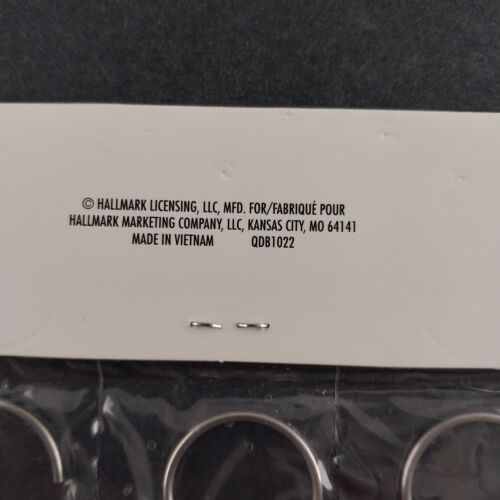 © HALLMARK LICENSING, LLC, MFD. FOR/FABRIQUÉ POUR
HALLMARK MARKETING COMPANY, LLC, KANSAS CITY, MO 64141
MADE IN VIETNAM QDB1022